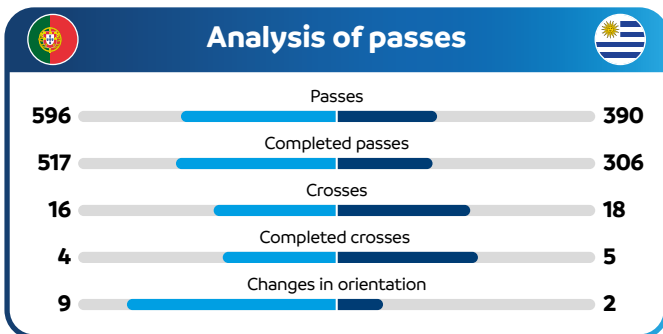 Analysis of passes
Passes
596 390
Completed passes
517 306
Crosses
16 18
Completed crosses
4 5
Changes in orientation
9 2